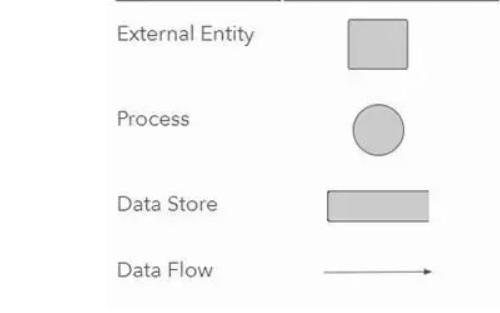 External Entity
Process
Data Store
Data Flow